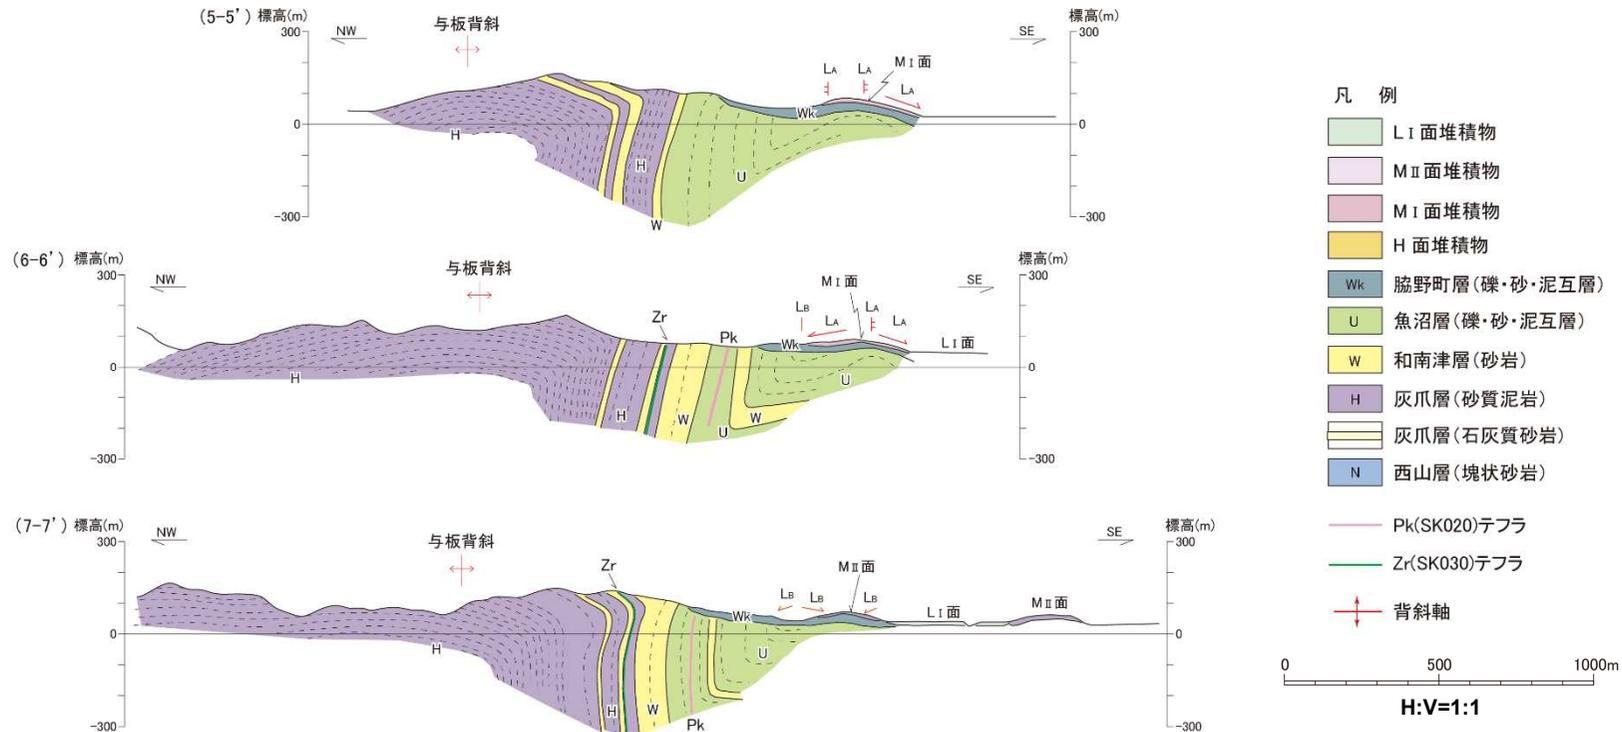 (5-5’) 標高(m) 標高(m)
与板背斜
300 NW SE 300
LA LA MⅠ面
LA
Wk
0 0
H
H
U
-300 -300
W
(6-6’) 標高(m) 標高(m)
与板背斜
300 NW MⅠ面 SE 300
LB LA LA LA
Zr Pk Wk LⅠ面
0 0
H
U
H W W
U
-300 -300
(7-7’) 標高(m) 標高(m)
与板背斜
300 NW SE 300
Zr MⅡ面
LB LB LB
Wk LⅠ面 MⅡ面
0 0
H
U
H W
-300 Pk -300
凡 例
LⅠ面堆積物
MⅡ面堆積物
MⅠ面堆積物
H 面堆積物
Wk 脇野町層(礫・砂・泥互層)
U 魚沼層(礫・砂・泥互層)
W 和南津層(砂岩)
H 灰爪層(砂質泥岩)
灰爪層(石灰質砂岩)
N 西山層(塊状砂岩)
Pk(SK020)テフラ
Zr(SK030)テフラ
背斜軸
0 500 1000m
H:V=1:1